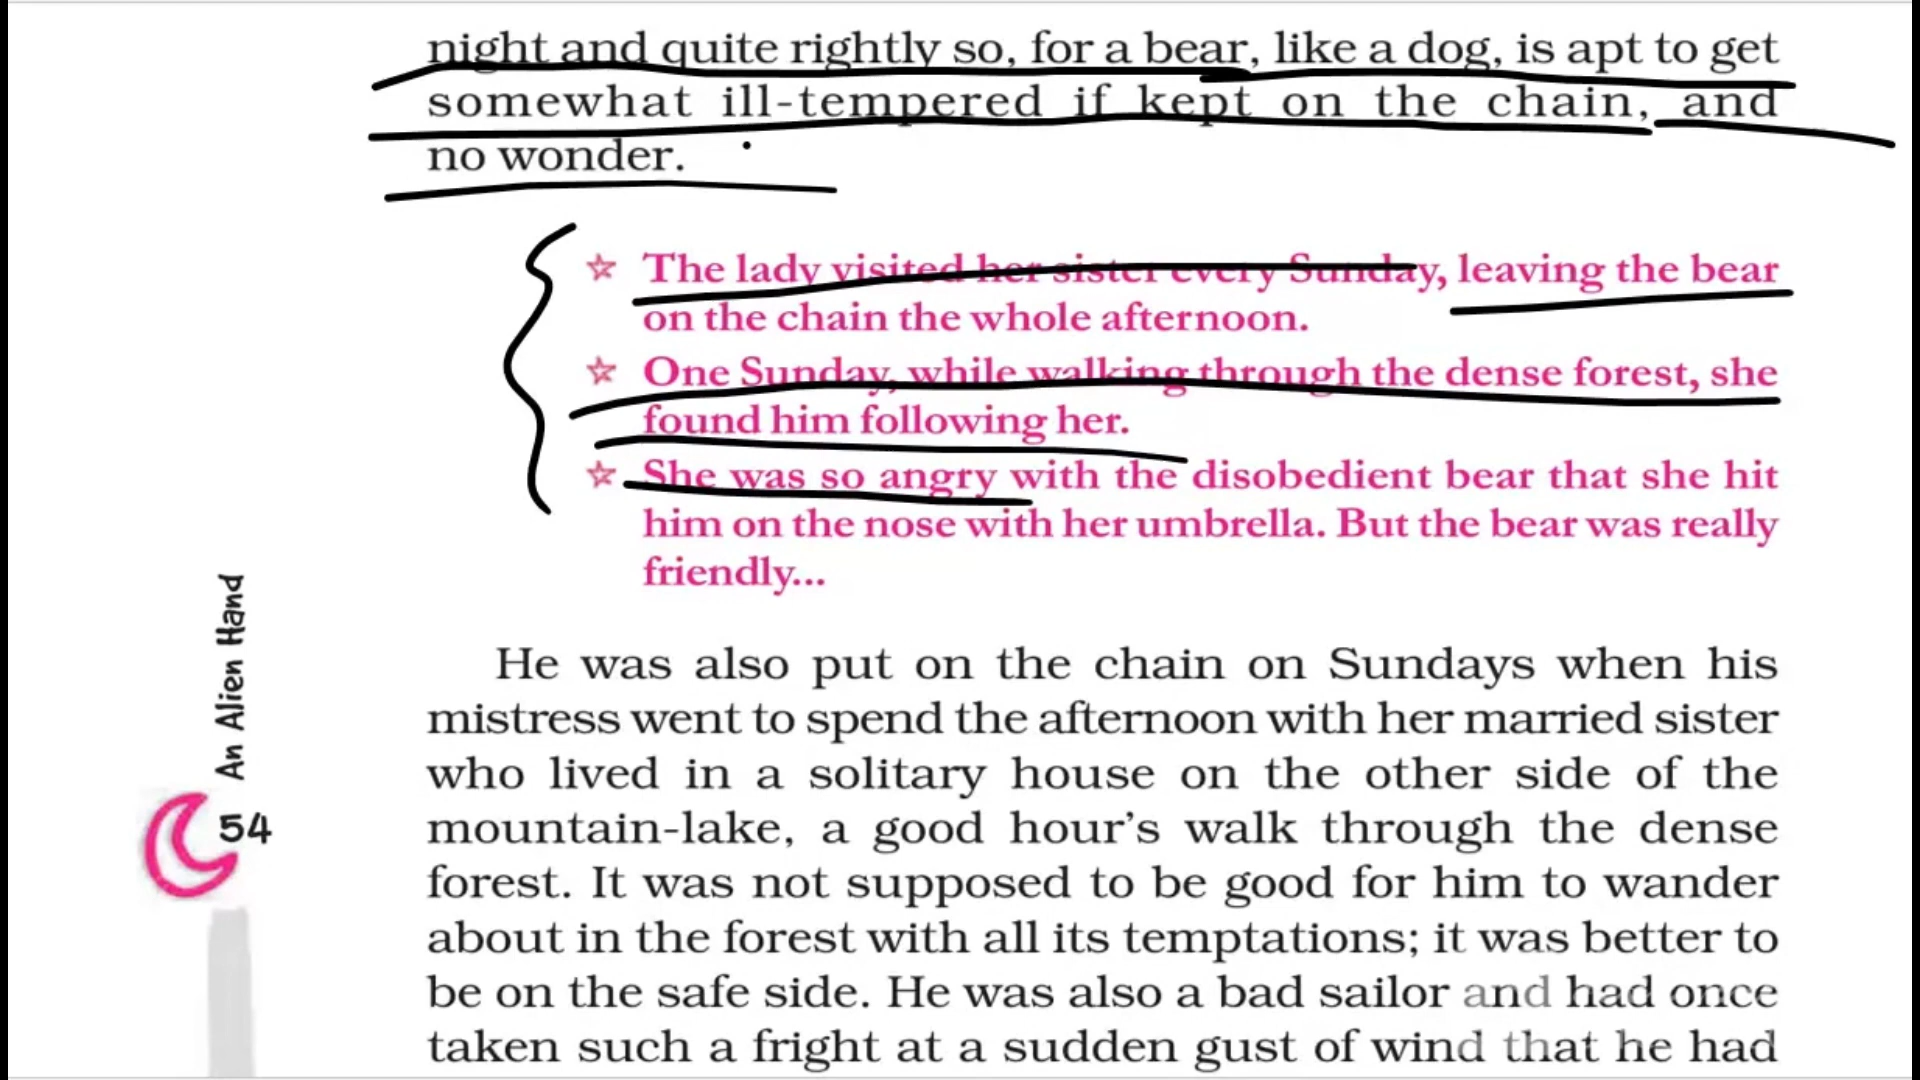 night and quite rightly so, for a bear, like a dog, is apt to get
somewhat ill-tempered if kept on the chain, and
no wonder.
☆ The lady visited her sister every Sunday, leaving the bear
on the chain the whole afternoon.
☆ One Sunday, while walking through the dense forest, she
found him following her.
☆ She was so angry with the disobedient bear that she hit
him on the nose with her umbrella. But the bear was really
friendly...
He was also put on the chain on Sundays when his
mistress went to spend the afternoon with her married sister
who lived in a solitary house on the other side of the
mountain-lake, a good hour's walk through the dense
forest. It was not supposed to be good for him to wander
about in the forest with all its temptations; it was better to
be on the safe side. He was also a bad sailor and had once
taken such a fright at a sudden gust of wind that he had
An Alien Hand
54